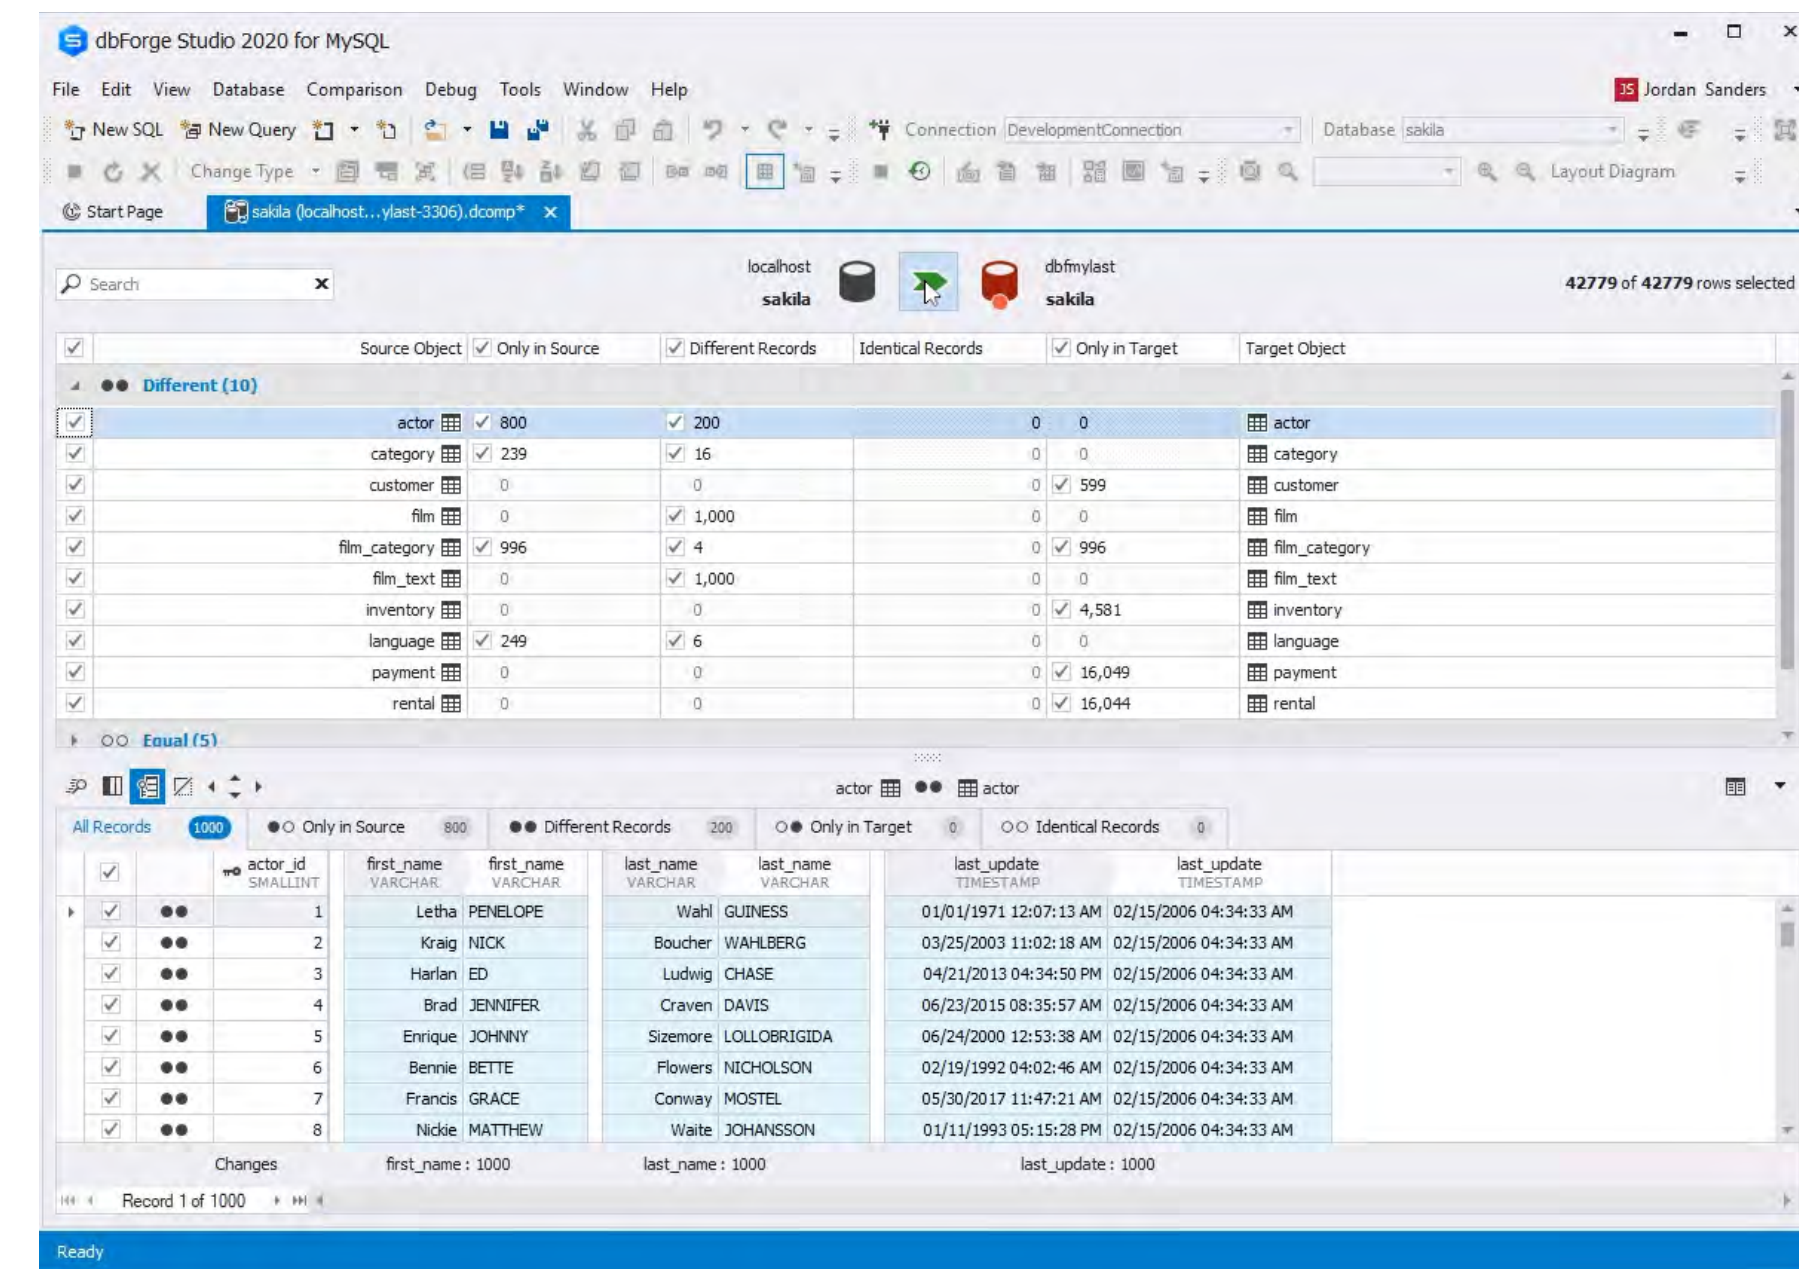 dbForge Studio 2020 for MySQL
File Edit View Database Comparison Debug Tools Window Help
JS Jordan Sanders
New SQL New Query Connection DevelopmentConnection Database sakila
Change Type Layout Diagram
Start Page sakila (localhost...ylast-3306).dcomp*
Search
localhost
sakila
dbfmylast
sakila
42779 of 42779 rows selected
Source Object Only in Source Different Records Identical Records Only in Target Target Object
Different (10)
actor 800 200 0 0 actor
category 239 16 0 0 category
customer 0 0 0 599 customer
film 0 1,000 0 0 film
film_category 996 4 0 996 film_category
film_text 0 1,000 0 0 film_text
inventory 0 0 0 4,581 inventory
language 249 6 0 0 language
payment 0 0 0 16,049 payment
rental 0 0 0 16,044 rental
Equal (5)
actor actor
All Records 1000 Only in Source 800 Different Records 200 Only in Target 0 Identical Records 0
actor_id first_name first_name last_name last_name last_update last_update
SMALLINT VARCHAR VARCHAR VARCHAR VARCHAR TIMESTAMP TIMESTAMP
1 Letha PENELOPE Wahl GUINESS 01/01/1971 12:07:13 AM 02/15/2006 04:34:33 AM
2 Kraig NICK Boucher WAHLBERG 03/25/2003 11:02:18 AM 02/15/2006 04:34:33 AM
3 Harlan ED Ludwig CHASE 04/21/2013 04:34:50 PM 02/15/2006 04:34:33 AM
4 Brad JENNIFER Craven DAVIS 06/23/2015 08:35:57 AM 02/15/2006 04:34:33 AM
5 Enrique JOHNNY Sizemore LOLLOBRIGIDA 06/24/2000 12:53:38 AM 02/15/2006 04:34:33 AM
6 Bennie BETTE Flowers NICHOLSON 02/19/1992 04:02:46 AM 02/15/2006 04:34:33 AM
7 Francis GRACE Conway MOSTEL 05/30/2017 11:47:21 AM 02/15/2006 04:34:33 AM
8 Nickie MATTHEW Waite JOHANSSON 01/11/1993 05:15:28 PM 02/15/2006 04:34:33 AM
Changes first_name : 1000 last_name : 1000 last_update : 1000
Record 1 of 1000
Ready